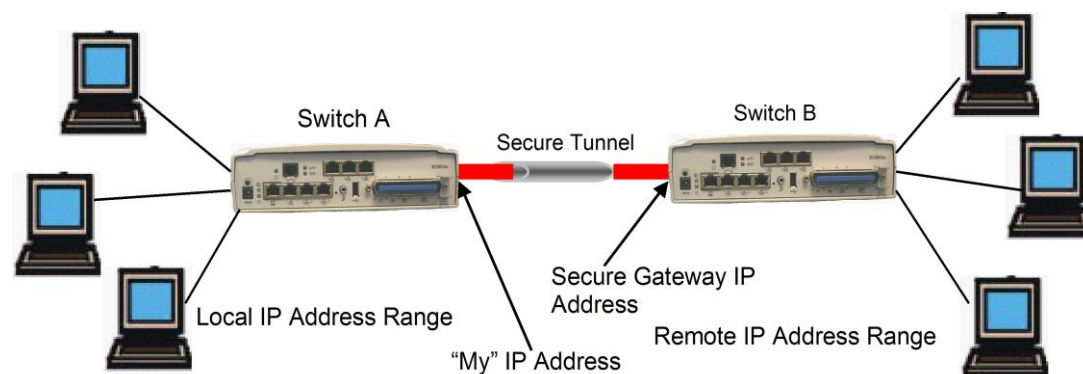 Switch A
Secure Tunnel
Switch B
Local IP Address Range
"My" IP Address
Secure Gateway IP
Address
Remote IP Address Range